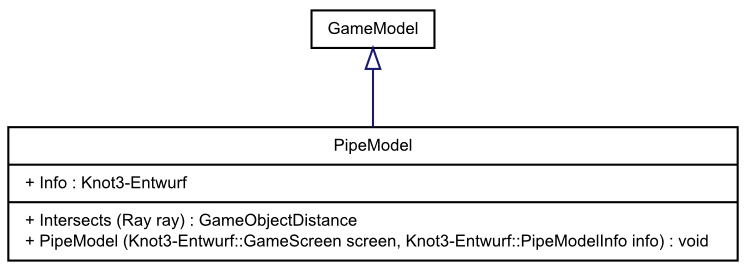 GameModel
PipeModel
+ Info : Knot3-Entwurf
+ Intersects (Ray ray) : GameObjectDistance
+ PipeModel (Knot3-Entwurf::GameScreen screen, Knot3-Entwurf::PipeModelInfo info) : void